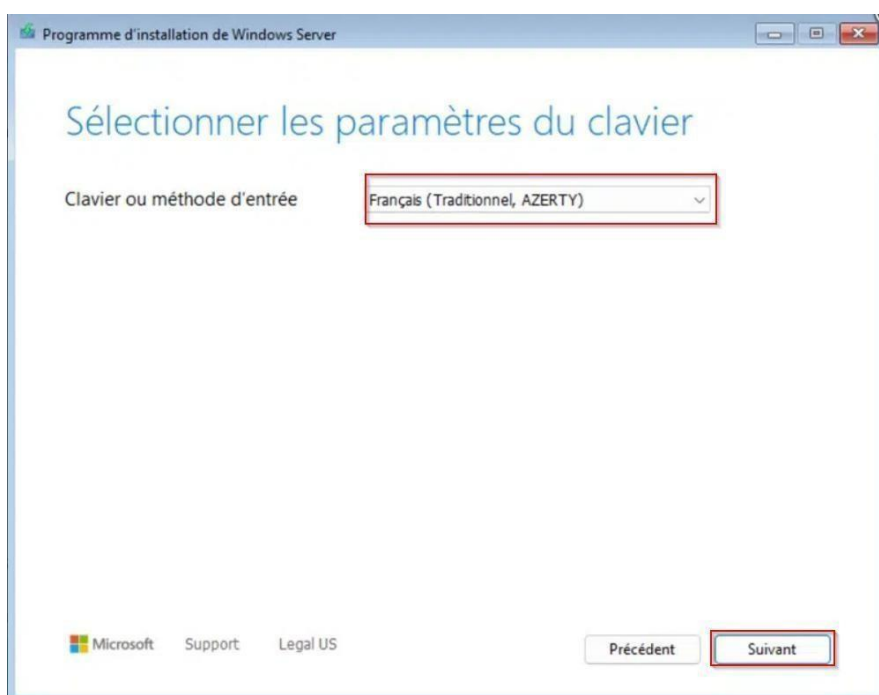 Programme d'installation de Windows Server
Sélectionner les paramètres du clavier
Clavier ou méthode d'entrée
Français (Traditionnel, AZERTY)
Microsoft Support Legal US
Précédent Suivant